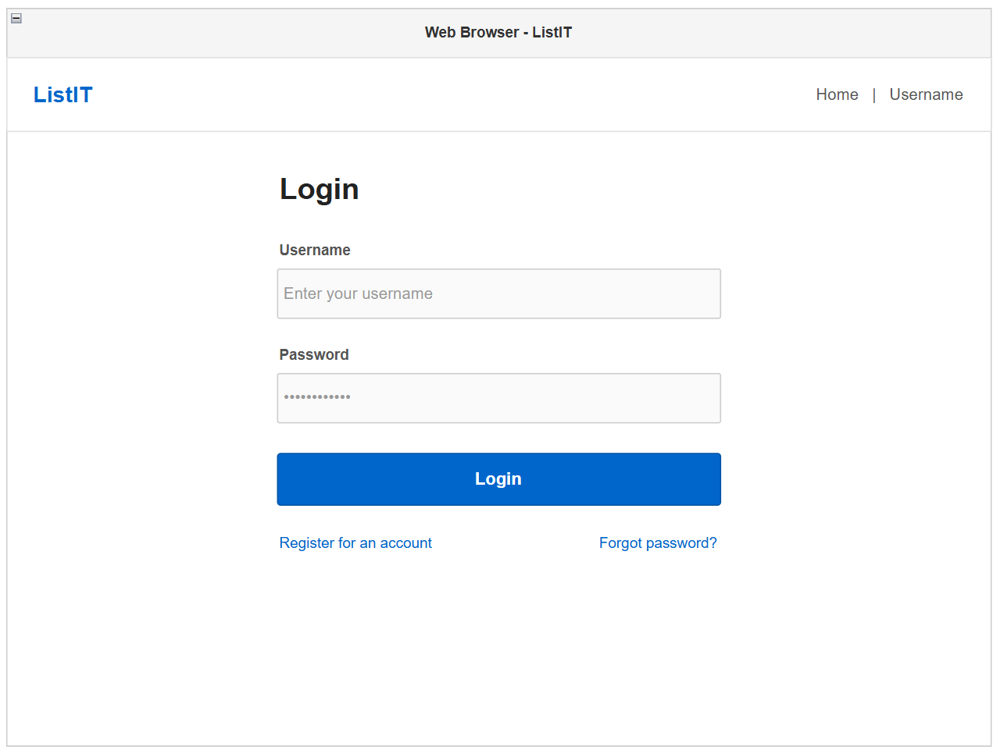 Web Browser - ListIT
ListIT
Home | Username
Login
Username
Enter your username
Password
••••••••••••
Login
Register for an account Forgot password?